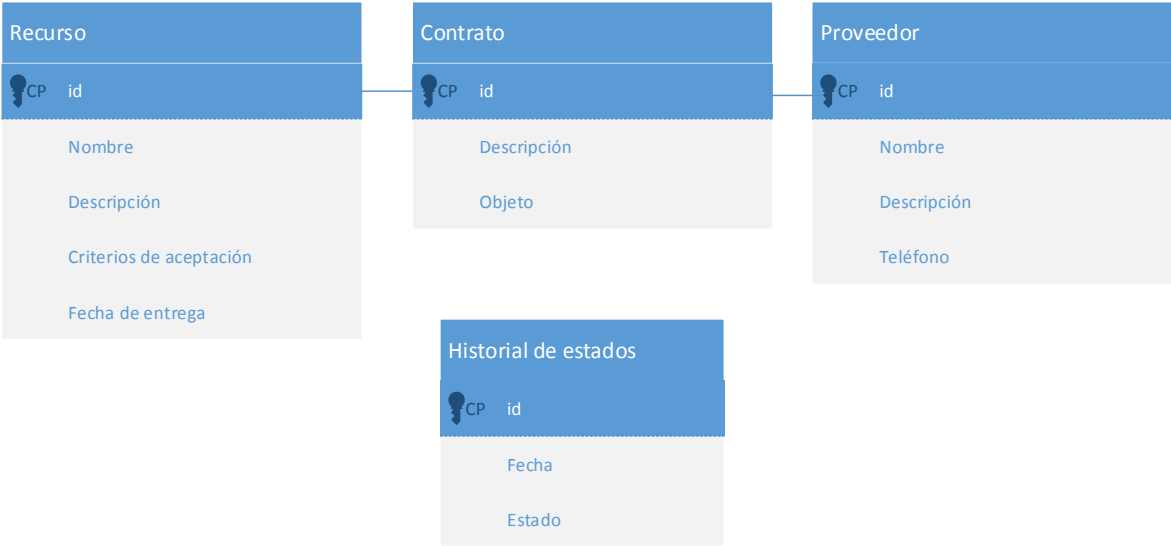 Recurso
CP id
Nombre
Descripción
Criterios de aceptación
Fecha de entrega
Contrato
CP id
Descripción
Objeto
Proveedor
CP id
Nombre
Descripción
Teléfono
Historial de estados
CP id
Fecha
Estado